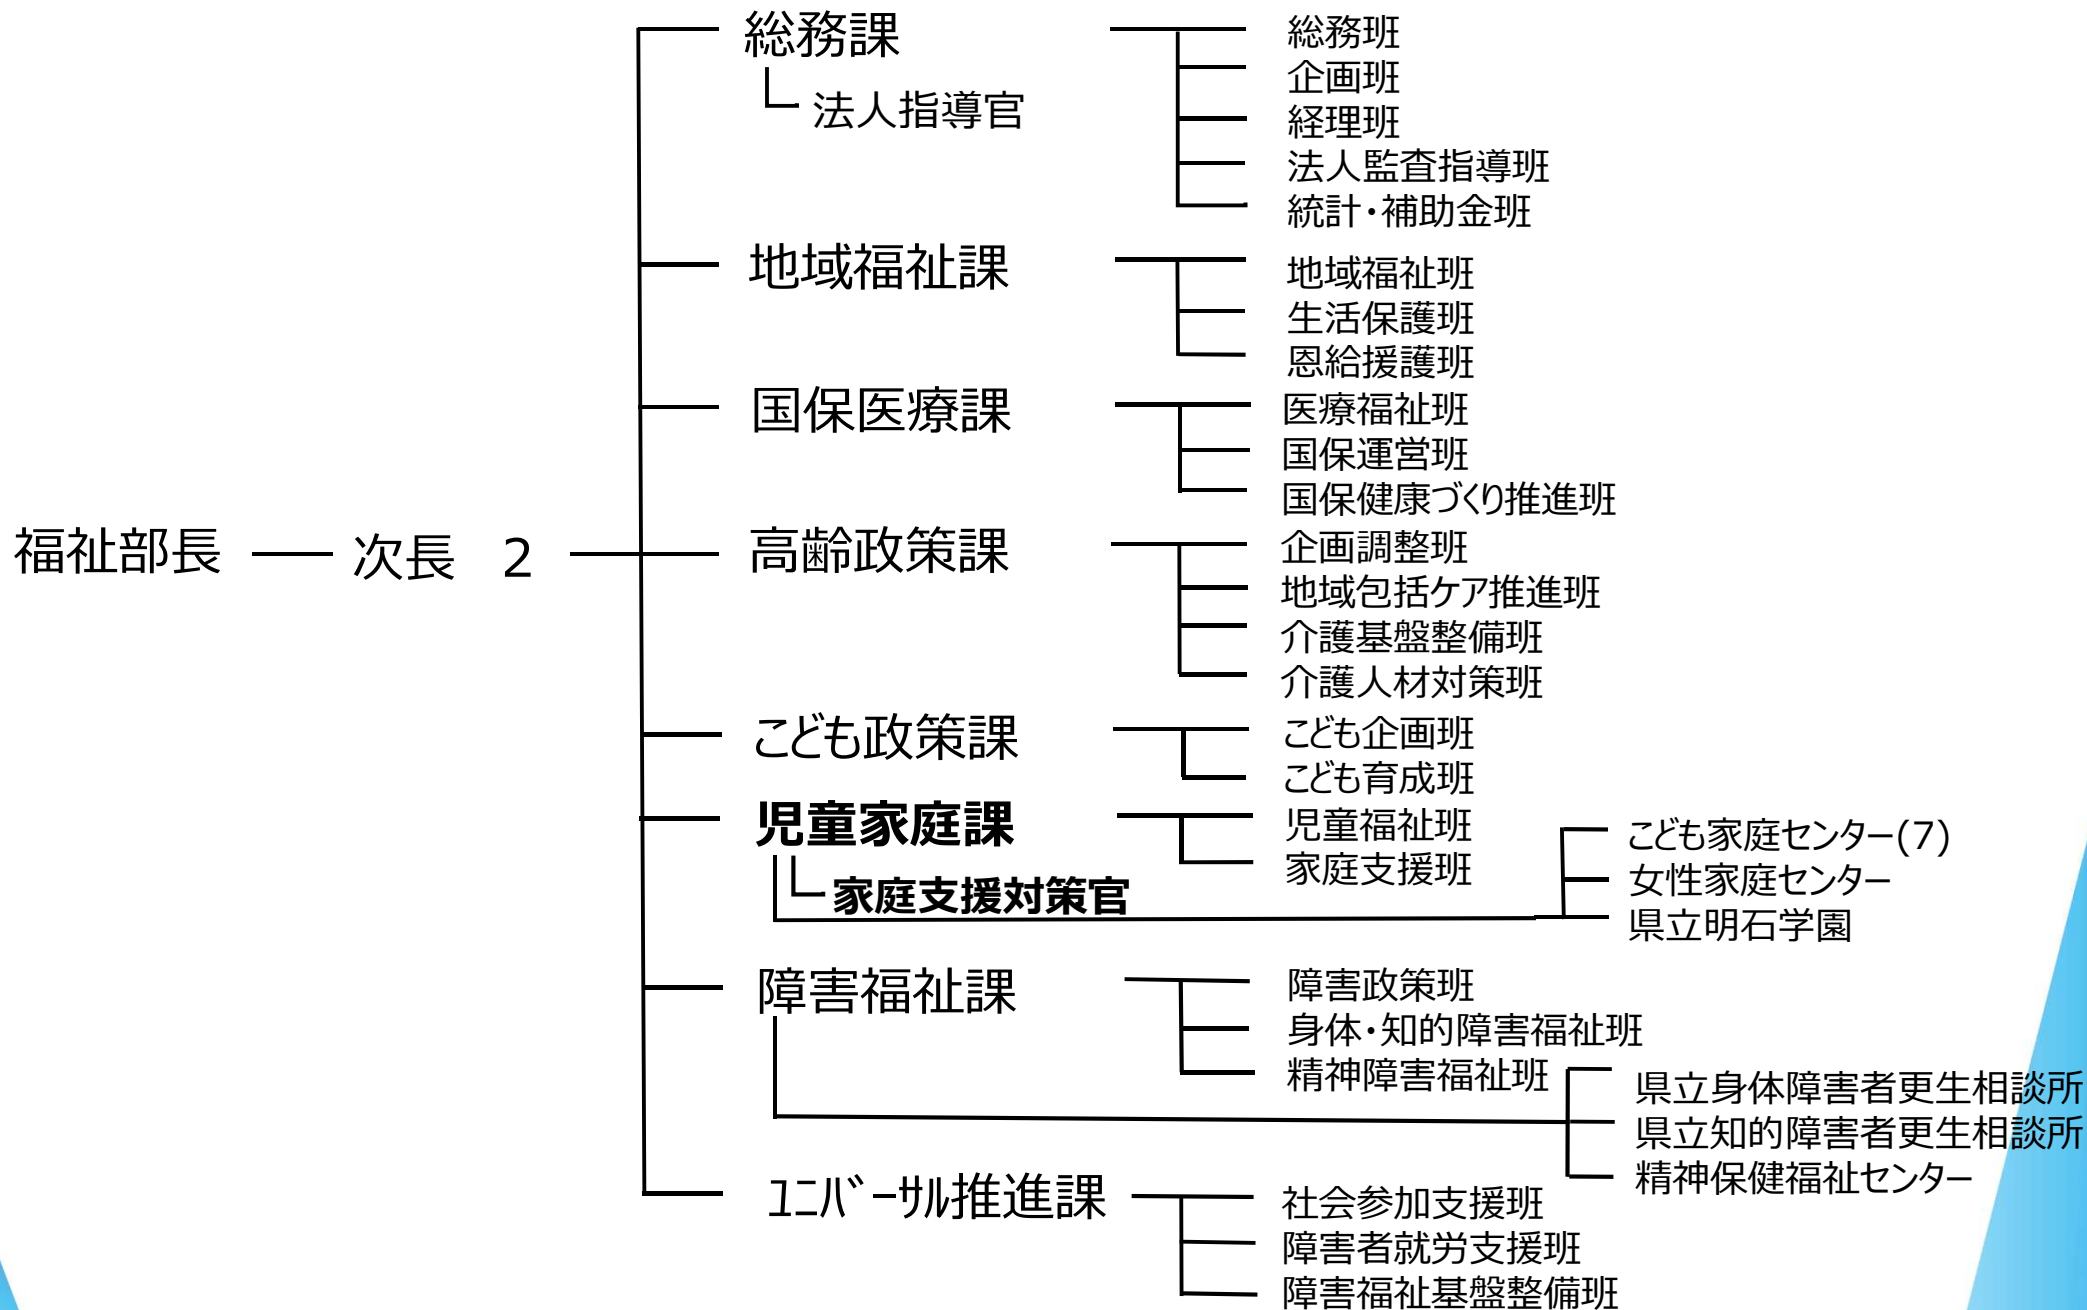 福祉部長
次長　2
総務課
法人指導官
総務班
企画班
経理班
法人監査指導班
統計・補助金班
地域福祉課
地域福祉班
生活保護班
恩給援護班
国保医療課
医療福祉班
国保運営班
国保健康づくり推進班
高齢政策課
企画調整班
地域包括ケア推進班
介護基盤整備班
介護人材対策班
こども政策課
こども企画班
こども育成班
児童家庭課
家庭支援対策官
児童福祉班
家庭支援班
こども家庭センター(7)
女性家庭センター
県立明石学園
障害福祉課
障害政策班
身体・知的障害福祉班
精神障害福祉班
県立身体障害者更生相談所
県立知的障害者更生相談所
精神保健福祉センター
ﾕﾆﾊﾞｰｻﾙ推進課
社会参加支援班
障害者就労支援班
障害福祉基盤整備班